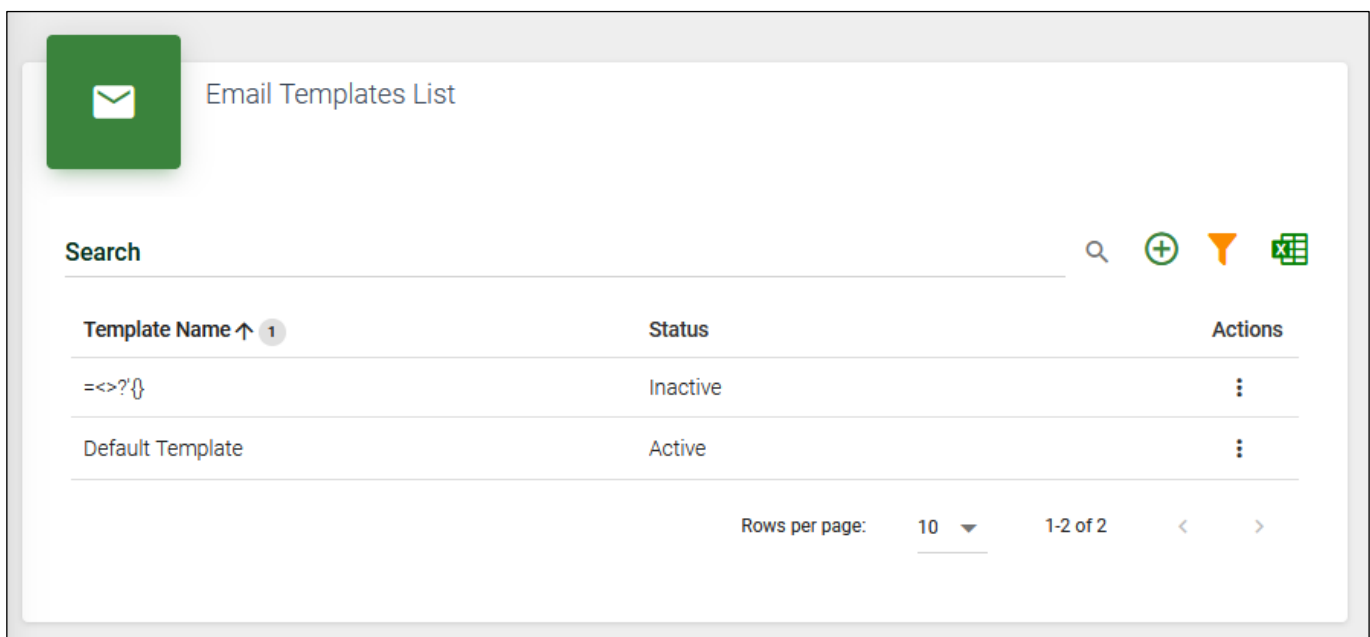 Email Templates List
Search
Template Name 1 Status Actions
=<>?'{} Inactive
Default Template Active
Rows per page: 10 1-2 of 2